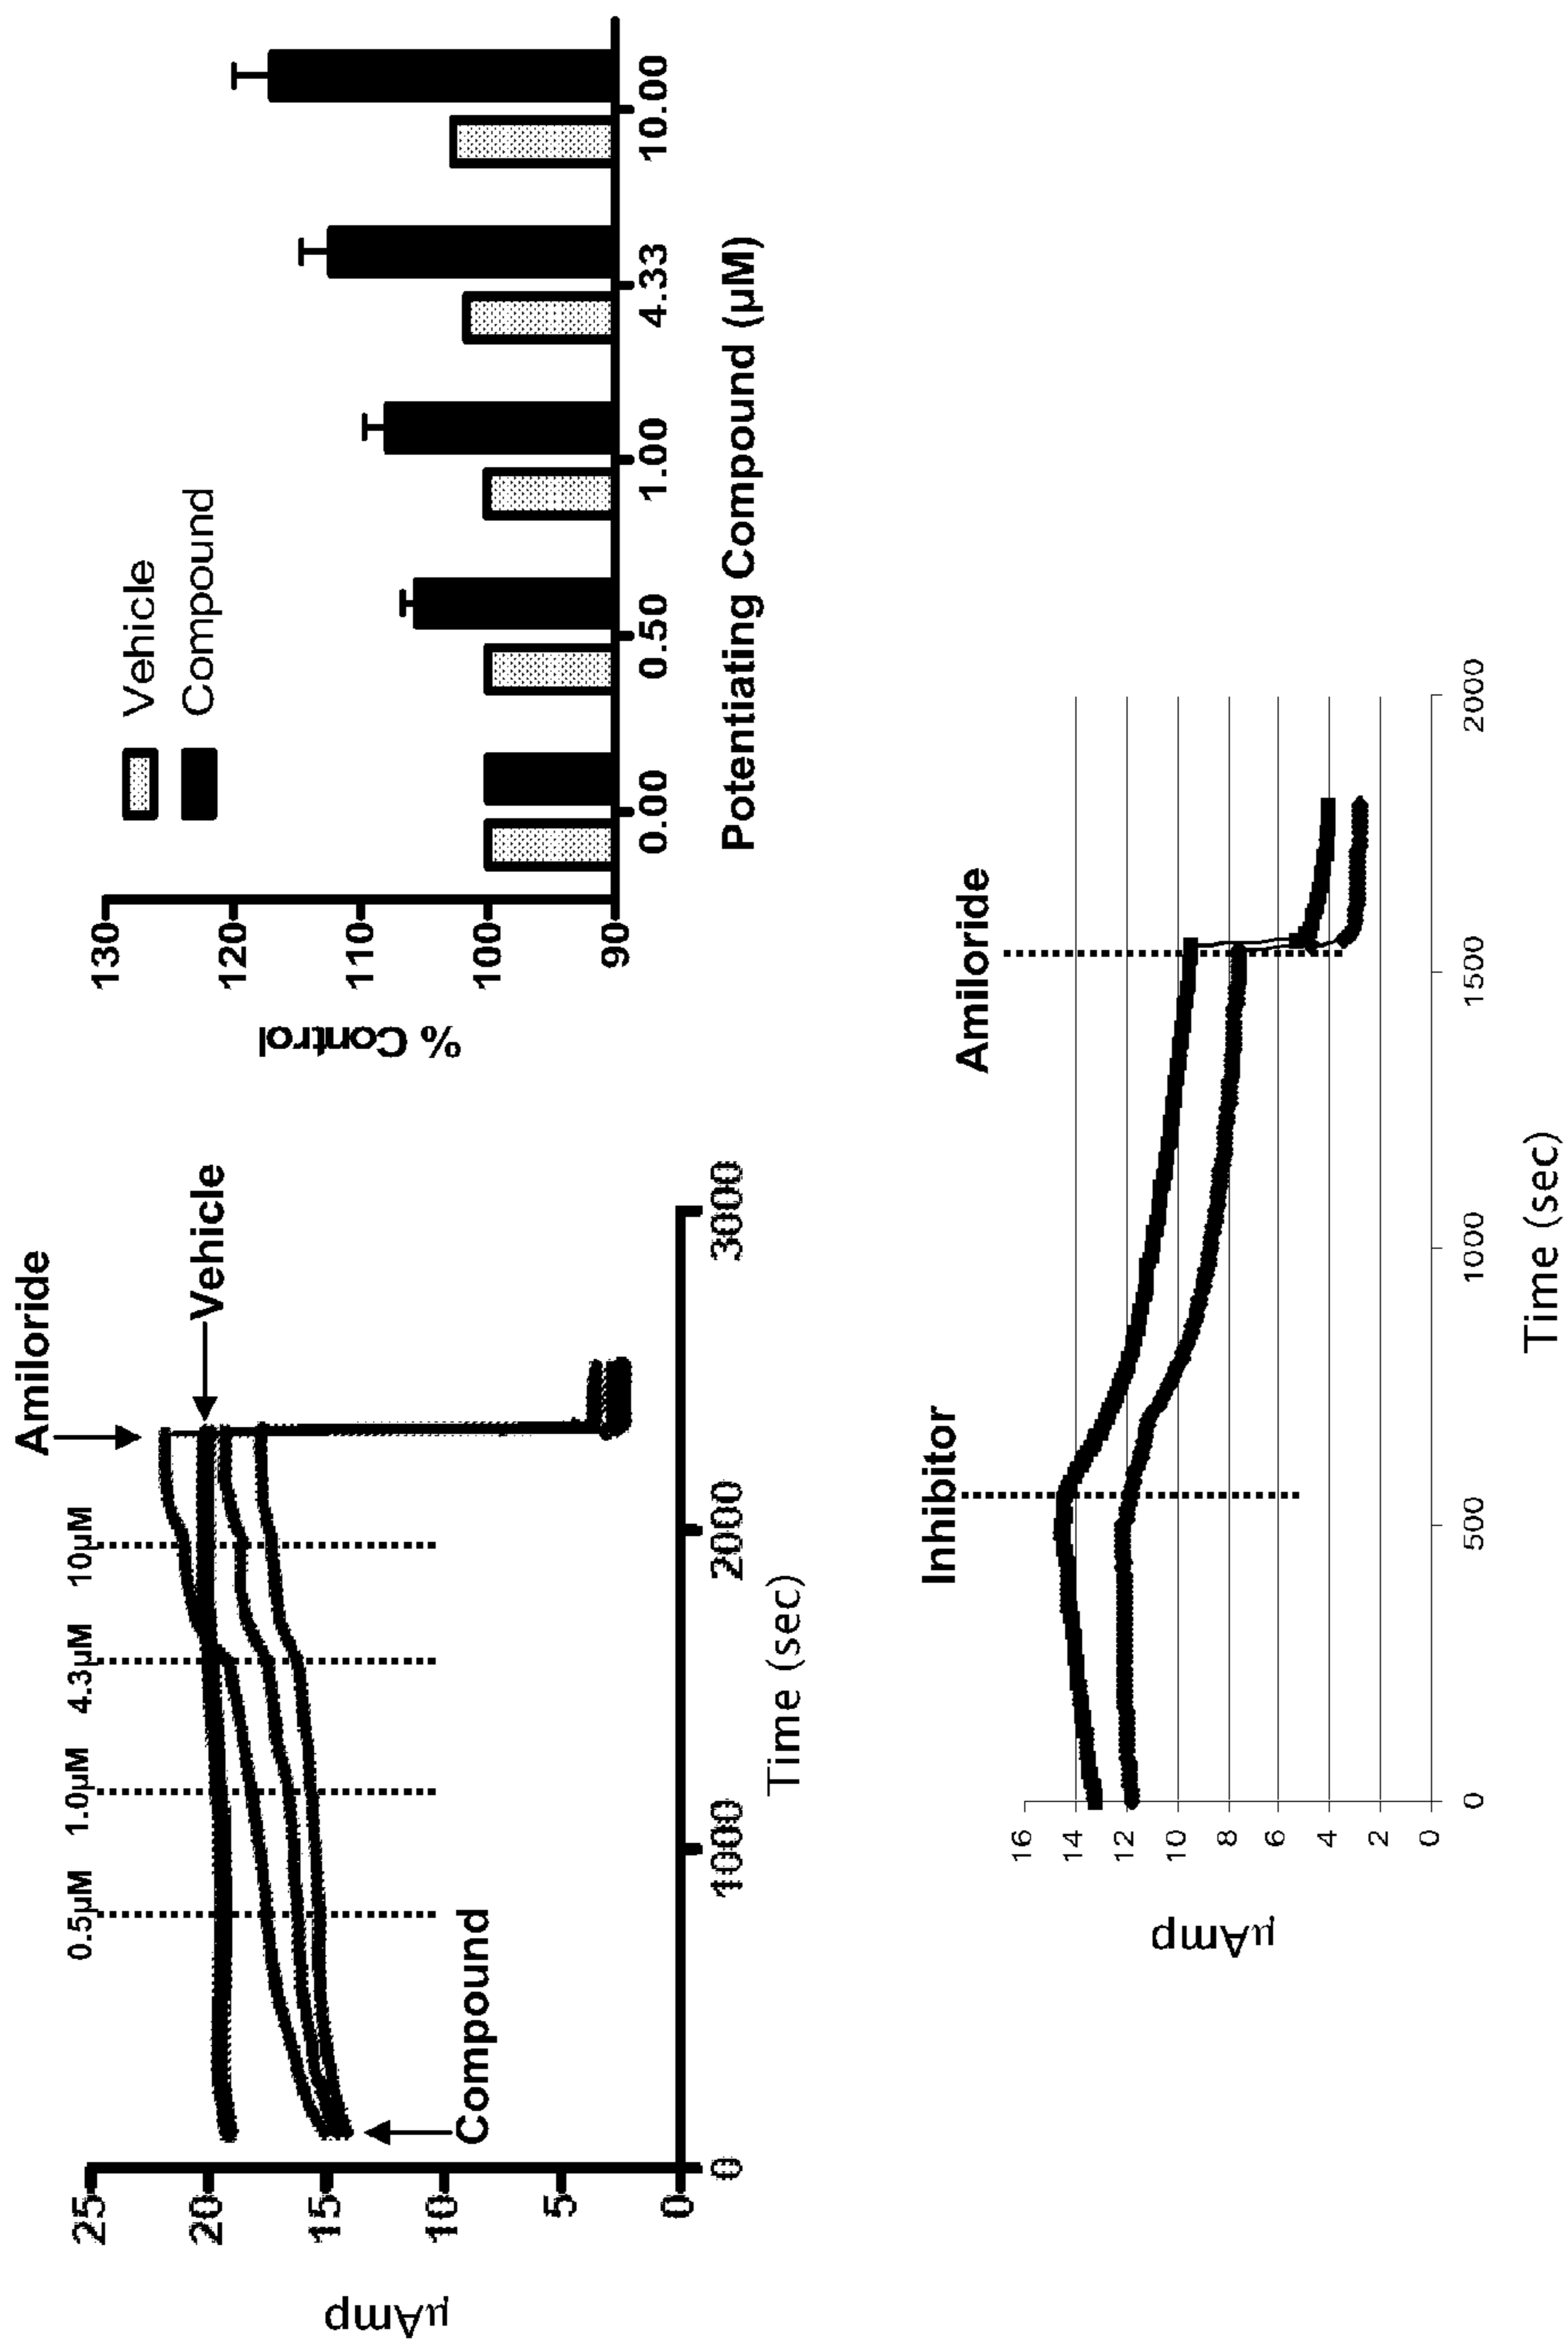 Amiloride
0.5µM 1.0µM 4.3µM 10µM
Vehicle
Compound
25
20
15
10
5
0
µAmp
0 1000 2000 3000
Time (sec)
Vehicle
Compound
130
120
110
100
90
% Control
0.00 0.50 1.00 4.33 10.00
Potentiating Compound (µM)
Inhibitor
Amiloride
16
14
12
10
8
6
4
2
0
µAmp
0 500 1000 1500 2000
Time (sec)